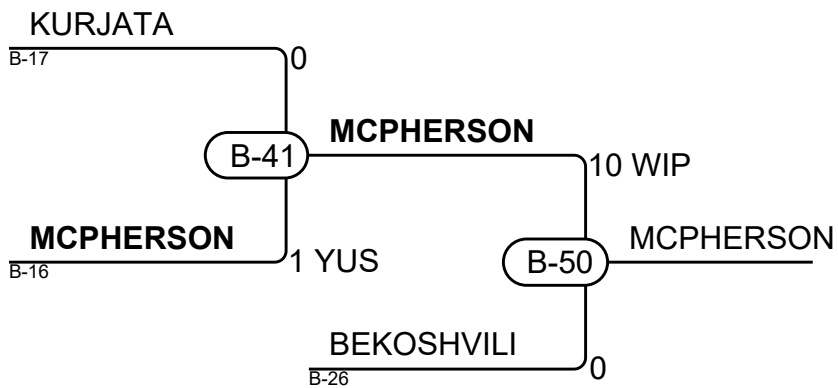 KURJATA
B-17
0
B-41
MCPHERSON
10 WIP
MCPHERSON
B-16
1 YUS
B-50
MCPHERSON
BEKOSHVILI
B-26
0